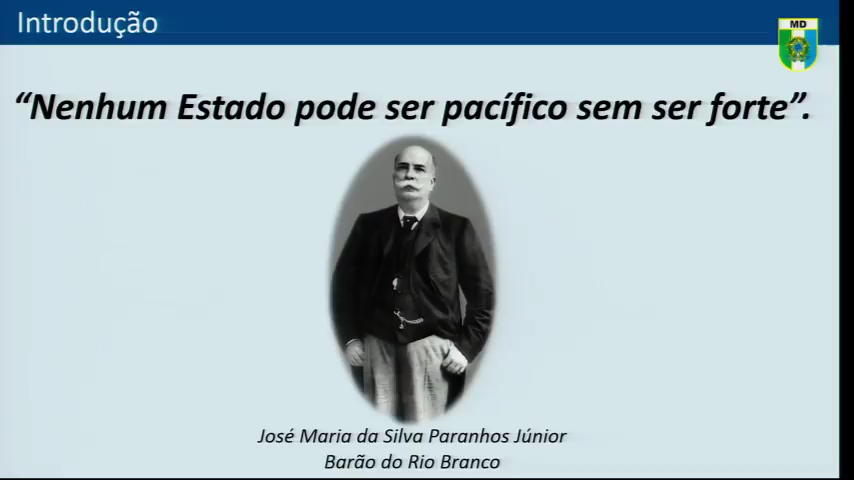 Introdução
MD
“Nenhum Estado pode ser pacífico sem ser forte”.
José Maria da Silva Paranhos Júnior
Barão do Rio Branco